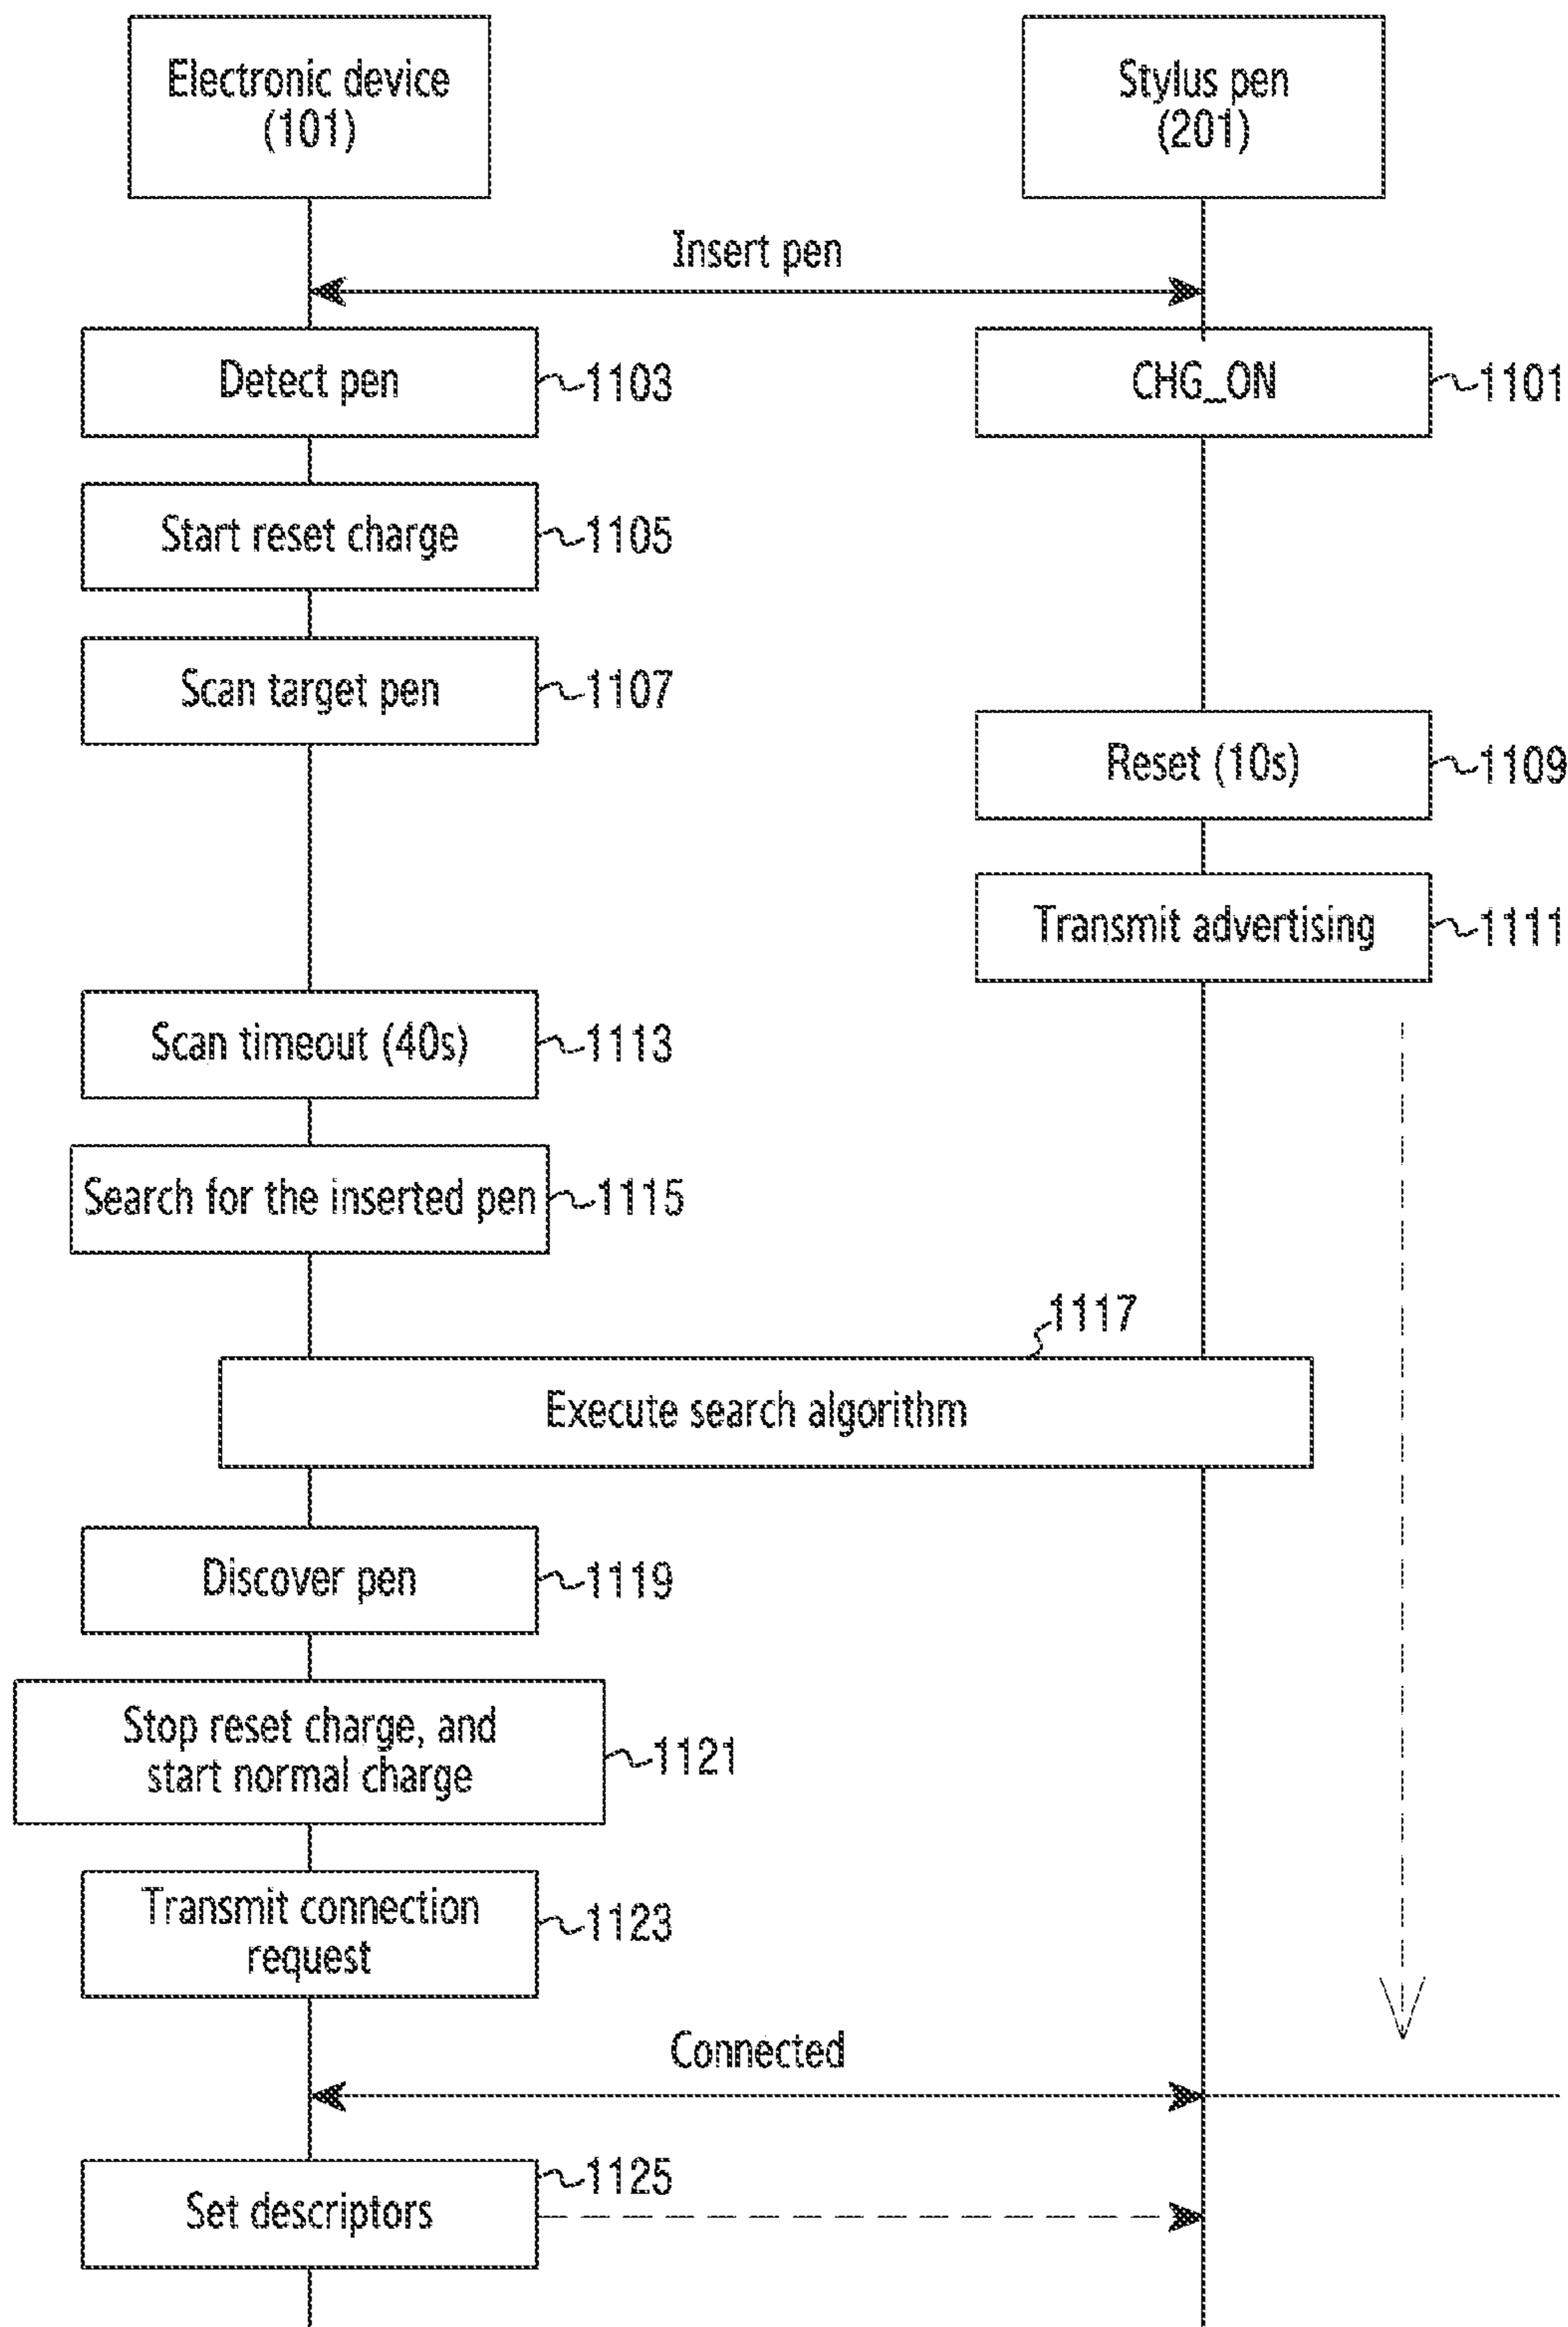 Electronic device
(101)
Stylus pen
(201)
Insert pen
Detect pen
1103
CHG_ON
1101
Start reset charge
1105
Scan target pen
1107
Reset (10s)
1109
Transmit advertising
1111
Scan timeout (40s)
1113
Search for the inserted pen
1115
1117
Execute search algorithm
Discover pen
1119
Stop reset charge, and
start normal charge
1121
Transmit connection
request
1123
Connected
1125
Set descriptors